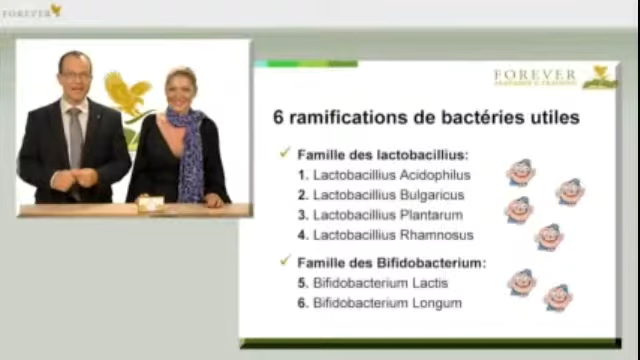 FOREVER
FOREVER
6 ramifications de bactéries utiles
Famille des lactobacillius:
1. Lactobacillius Acidophilus
2. Lactobacillius Bulgaricus
3. Lactobacillius Plantarum
4. Lactobacillius Rhamnosus
Famille des Bifidobacterium:
5. Bifidobacterium Lactis
6. Bifidobacterium Longum